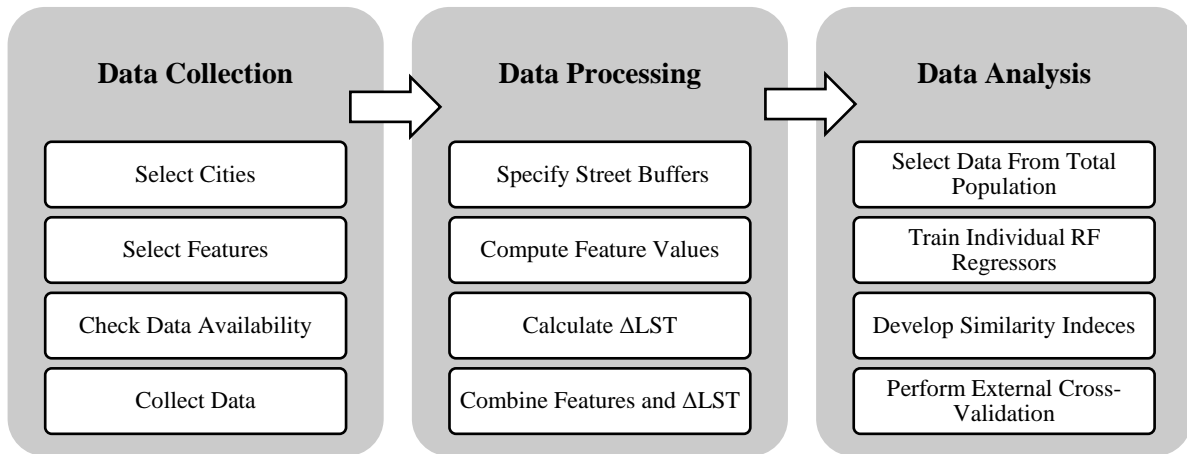 Data Collection
Select Cities
Select Features
Check Data Availability
Collect Data
Data Processing
Specify Street Buffers
Compute Feature Values
Calculate ΔLST
Combine Features and ΔLST
Data Analysis
Select Data From Total
Population
Train Individual RF
Regressors
Develop Similarity Indeces
Perform External Cross-
Validation